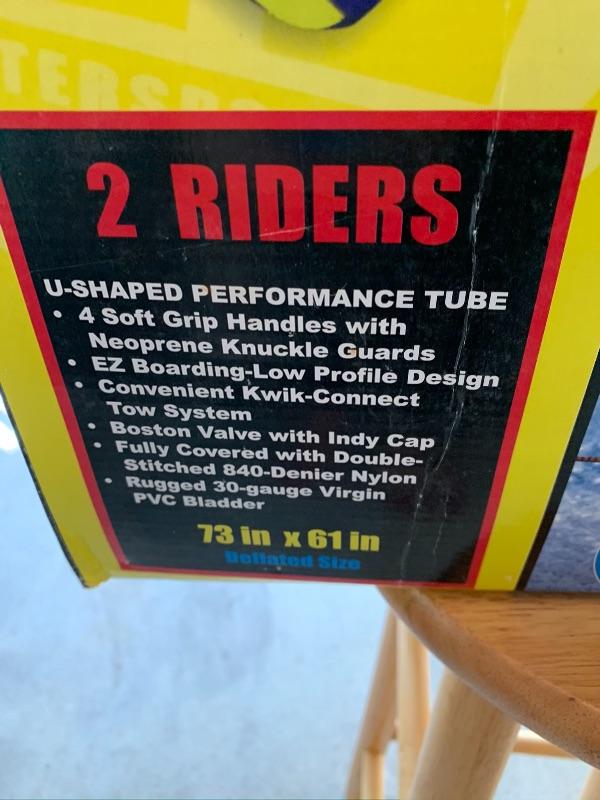 2 RIDERS
U-SHAPED PERFORMANCE TUBE
• 4 Soft Grip Handles with
Neoprene Knuckle Guards
• EZ Boarding-Low Profile Design
• Convenient Kwik-Connect
Tow System
• Boston Valve with Indy Cap
• Fully Covered with Double-
Stitched 840-Denier Nylon
• Rugged 30-gauge Virgin
PVC Bladder
73 in x 61 in
Deflated Size